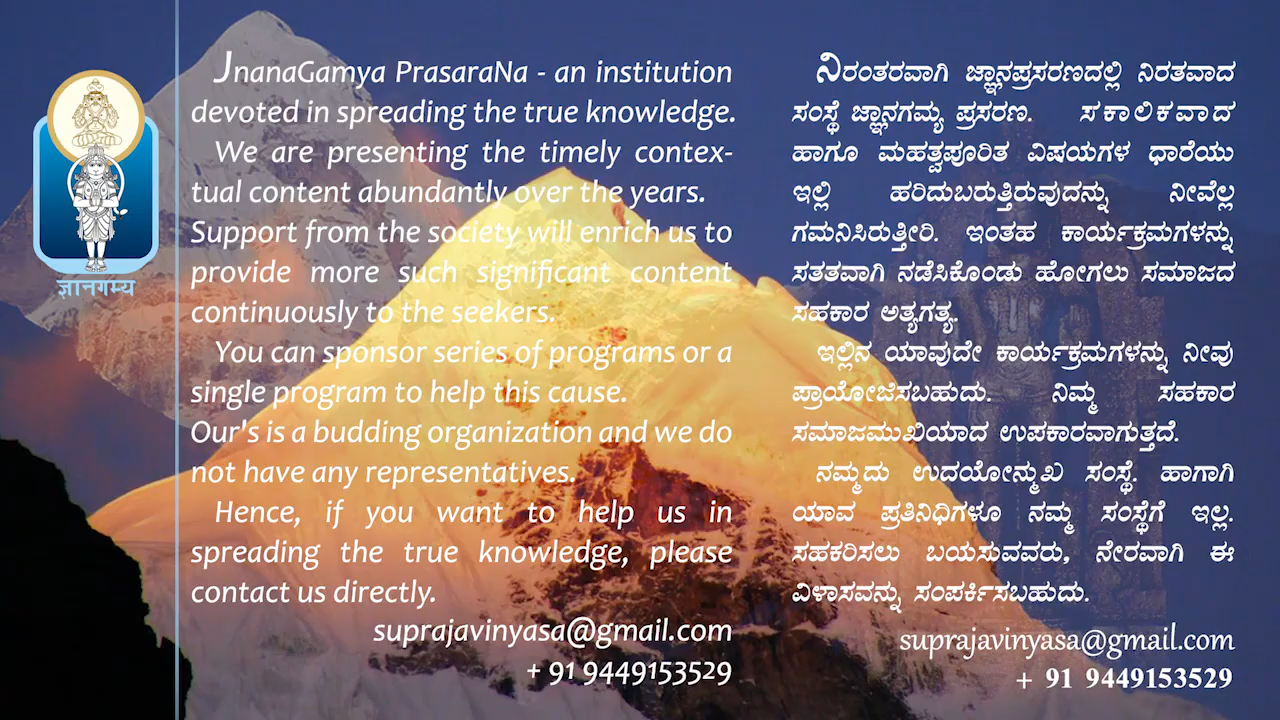 ज्ञानगम्य
JnanaGamya PrasaraNa - an institution
devoted in spreading the true knowledge.
We are presenting the timely contex-
tual content abundantly over the years.
Support from the society will enrich us to
provide more such significant content
continuously to the seekers.
You can sponsor series of programs or a
single program to help this cause.
Our's is a budding organization and we do
not have any representatives.
Hence, if you want to help us in
spreading the true knowledge, please
contact us directly.
suprajavinyasa@gmail.com
+ 91 9449153529
ನಿರಂತರವಾಗಿ ಜ್ಞಾನಪ್ರಸರಣದಲ್ಲಿ ನಿರತವಾದ
ಸಂಸ್ಥೆ ಜ್ಞಾನಗಮ್ಯ ಪ್ರಸರಣ. ಸಕಾಲಿಕವಾದ
ಹಾಗೂ ಮಹತ್ವಪೂರಿತ ವಿಷಯಗಳ ಧಾರೆಯು
ಇಲ್ಲಿ ಹರಿದುಬರುತ್ತಿರುವುದನ್ನು ನೀವೆಲ್ಲ
ಗಮನಿಸಿರುತ್ತೀರಿ. ಇಂತಹ ಕಾರ್ಯಕ್ರಮಗಳನ್ನು
ಸತತವಾಗಿ ನಡೆಸಿಕೊಂಡು ಹೋಗಲು ಸಮಾಜದ
ಸಹಕಾರ ಅತ್ಯಗತ್ಯ.
ಇಲ್ಲಿನ ಯಾವುದೇ ಕಾರ್ಯಕ್ರಮಗಳನ್ನು ನೀವು
ಪ್ರಾಯೋಜಿಸಬಹುದು. ನಿಮ್ಮ ಸಹಕಾರ
ಸಮಾಜಮುಖಿಯಾದ ಉಪಕಾರವಾಗುತ್ತದೆ.
ನಮ್ಮದು ಉದಯೋನ್ಮುಖ ಸಂಸ್ಥೆ. ಹಾಗಾಗಿ
ಯಾವ ಪ್ರತಿನಿಧಿಗಳೂ ನಮ್ಮ ಸಂಸ್ಥೆಗೆ ಇಲ್ಲ.
ಸಹಕರಿಸಲು ಬಯಸುವವರು, ನೇರವಾಗಿ ಈ
ವಿಳಾಸವನ್ನು ಸಂಪರ್ಕಿಸಬಹುದು.
suprajavinyasa@gmail.com
+ 91 9449153529